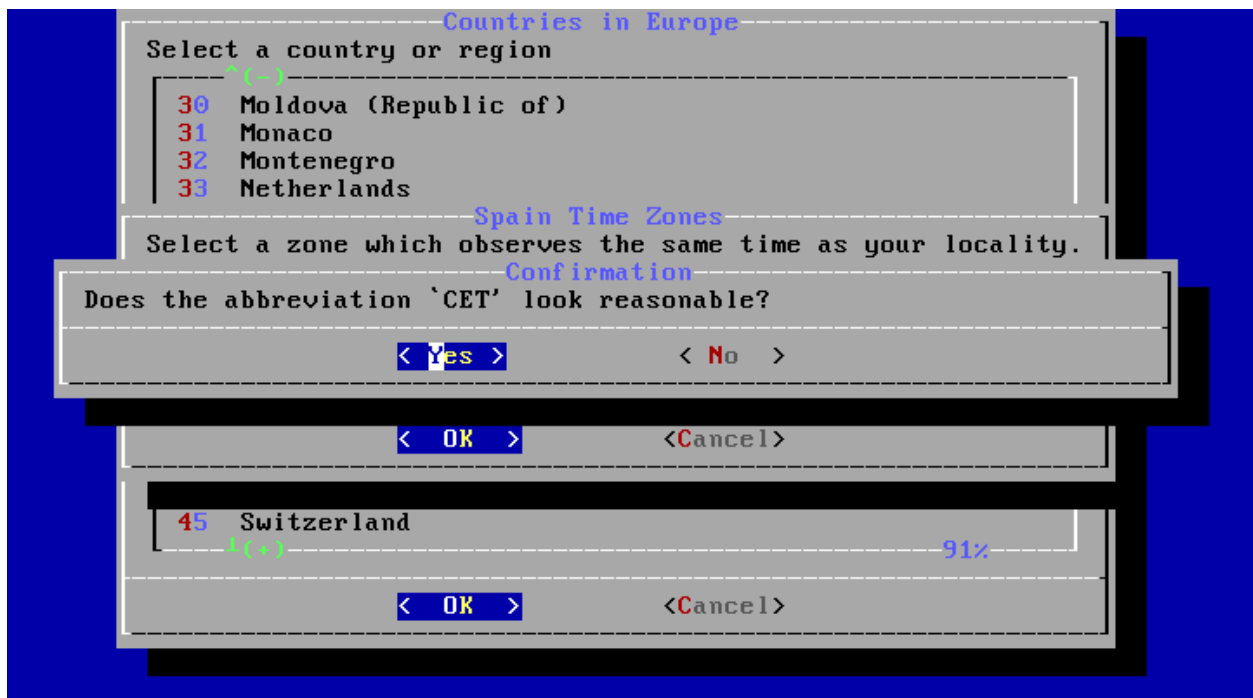 Countries in Europe
Select a country or region
^(-)
30 Moldova (Republic of)
31 Monaco
32 Montenegro
33 Netherlands
Spain Time Zones
Select a zone which observes the same time as your locality.
Confirmation
Does the abbreviation `CET' look reasonable?
< Yes > < No >
< OK > <Cancel>
45 Switzerland
┴(+) 91%
< OK > <Cancel>